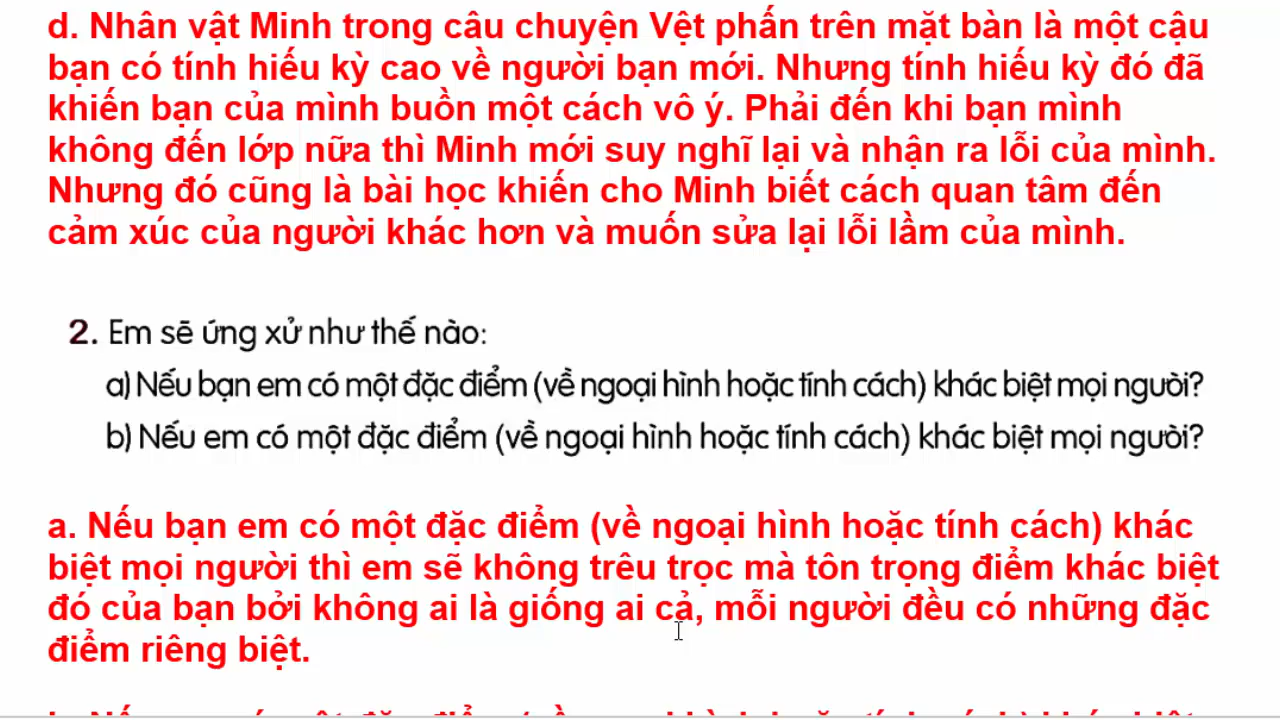 d. Nhân vật Minh trong câu chuyện Vệt phấn trên mặt bàn là một cậu
bạn có tính hiếu kỳ cao về người bạn mới. Nhưng tính hiếu kỳ đó đã
khiến bạn của mình buồn một cách vô ý. Phải đến khi bạn mình
không đến lớp nữa thì Minh mới suy nghĩ lại và nhận ra lỗi của mình.
Nhưng đó cũng là bài học khiến cho Minh biết cách quan tâm đến
cảm xúc của người khác hơn và muốn sửa lại lỗi lầm của mình.
2. Em sẽ ứng xử như thế nào:
a) Nếu bạn em có một đặc điểm (về ngoại hình hoặc tính cách) khác biệt mọi người?
b) Nếu em có một đặc điểm (về ngoại hình hoặc tính cách) khác biệt mọi người?
a. Nếu bạn em có một đặc điểm (về ngoại hình hoặc tính cách) khác
biệt mọi người thì em sẽ không trêu trọc mà tôn trọng điểm khác biệt
đó của bạn bởi không ai là giống ai cả, mỗi người đều có những đặc
điểm riêng biệt.